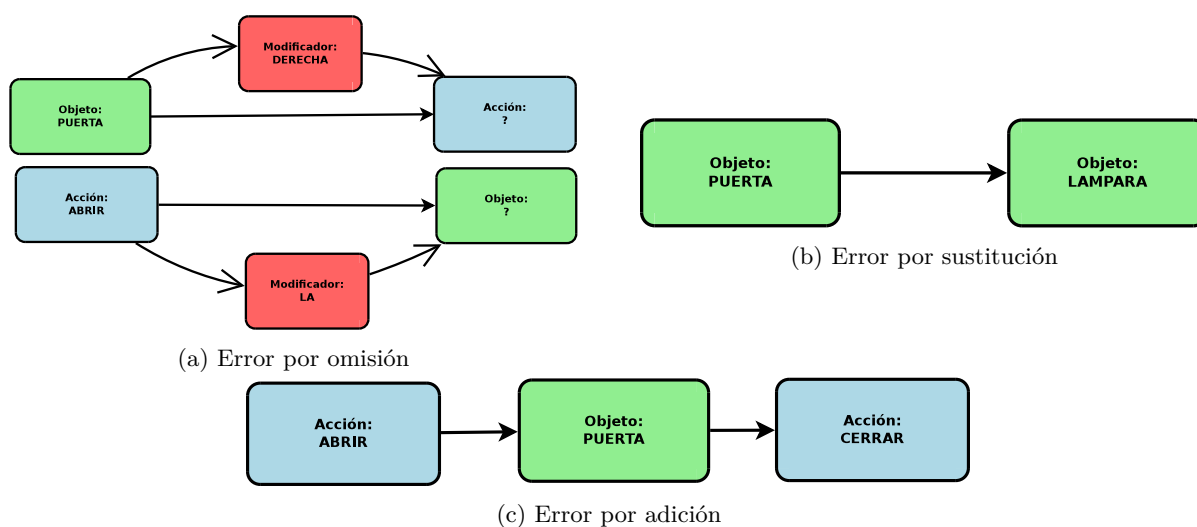 Modificador:
DERECHA
Objeto:
PUERTA
Acción:
?
Acción:
ABRIR
Objeto:
?
Modificador:
LA
(a) Error por omisión
Objeto:
PUERTA
Objeto:
LAMPARA
(b) Error por sustitución
Acción:
ABRIR
Objeto:
PUERTA
Acción:
CERRAR
(c) Error por adición